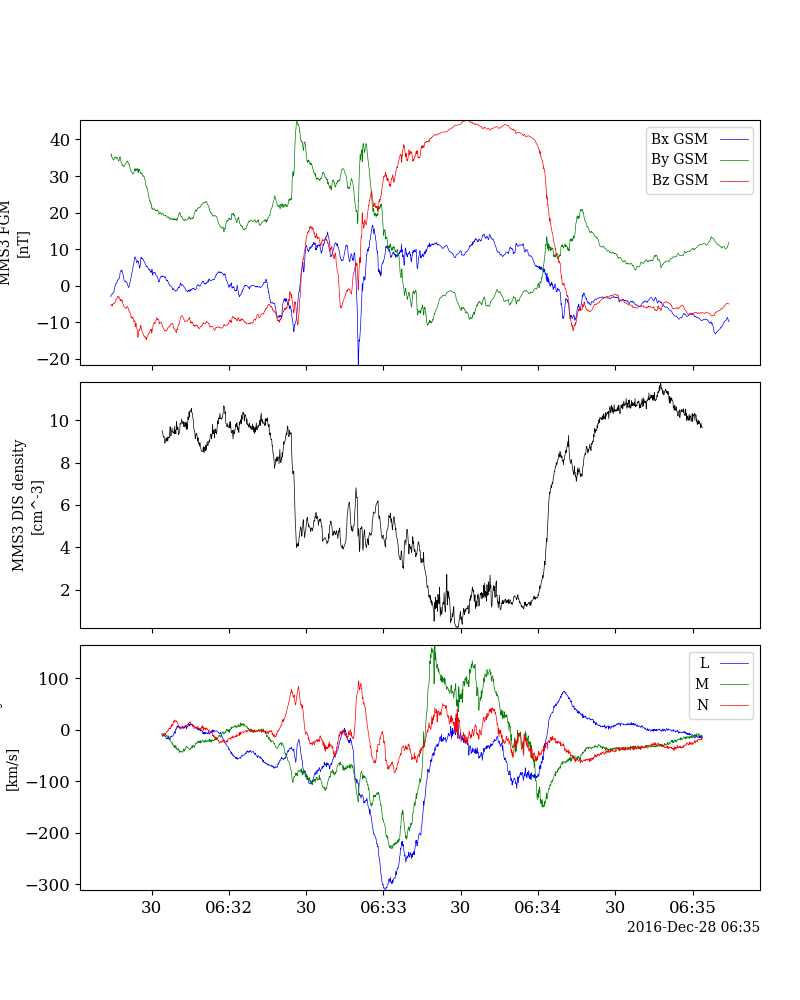 40
30
20
10
0
−10
−20
MMS3 FGM
[nT]
Bx GSM
By GSM
Bz GSM
10
8
6
4
2
MMS3 DIS density
[cm^-3]
100
0
−100
−200
−300
[km/s]
L
M
N
30
06:32
30
06:33
30
06:34
30
06:35
2016-Dec-28 06:35